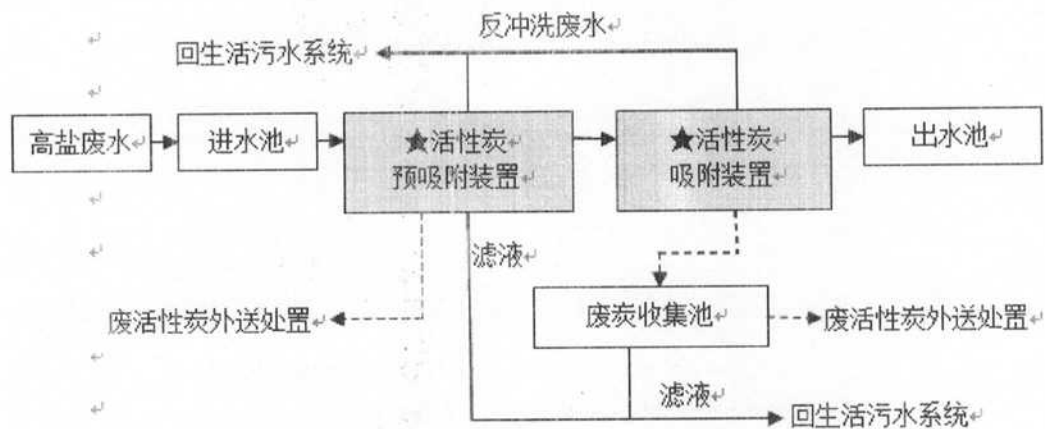 反冲洗废水
回生活污水系统
高盐废水
进水池
★活性炭
预吸附装置
★活性炭
吸附装置
出水池
滤液
废活性炭外送处置
废炭收集池
废活性炭外送处置
滤液
回生活污水系统